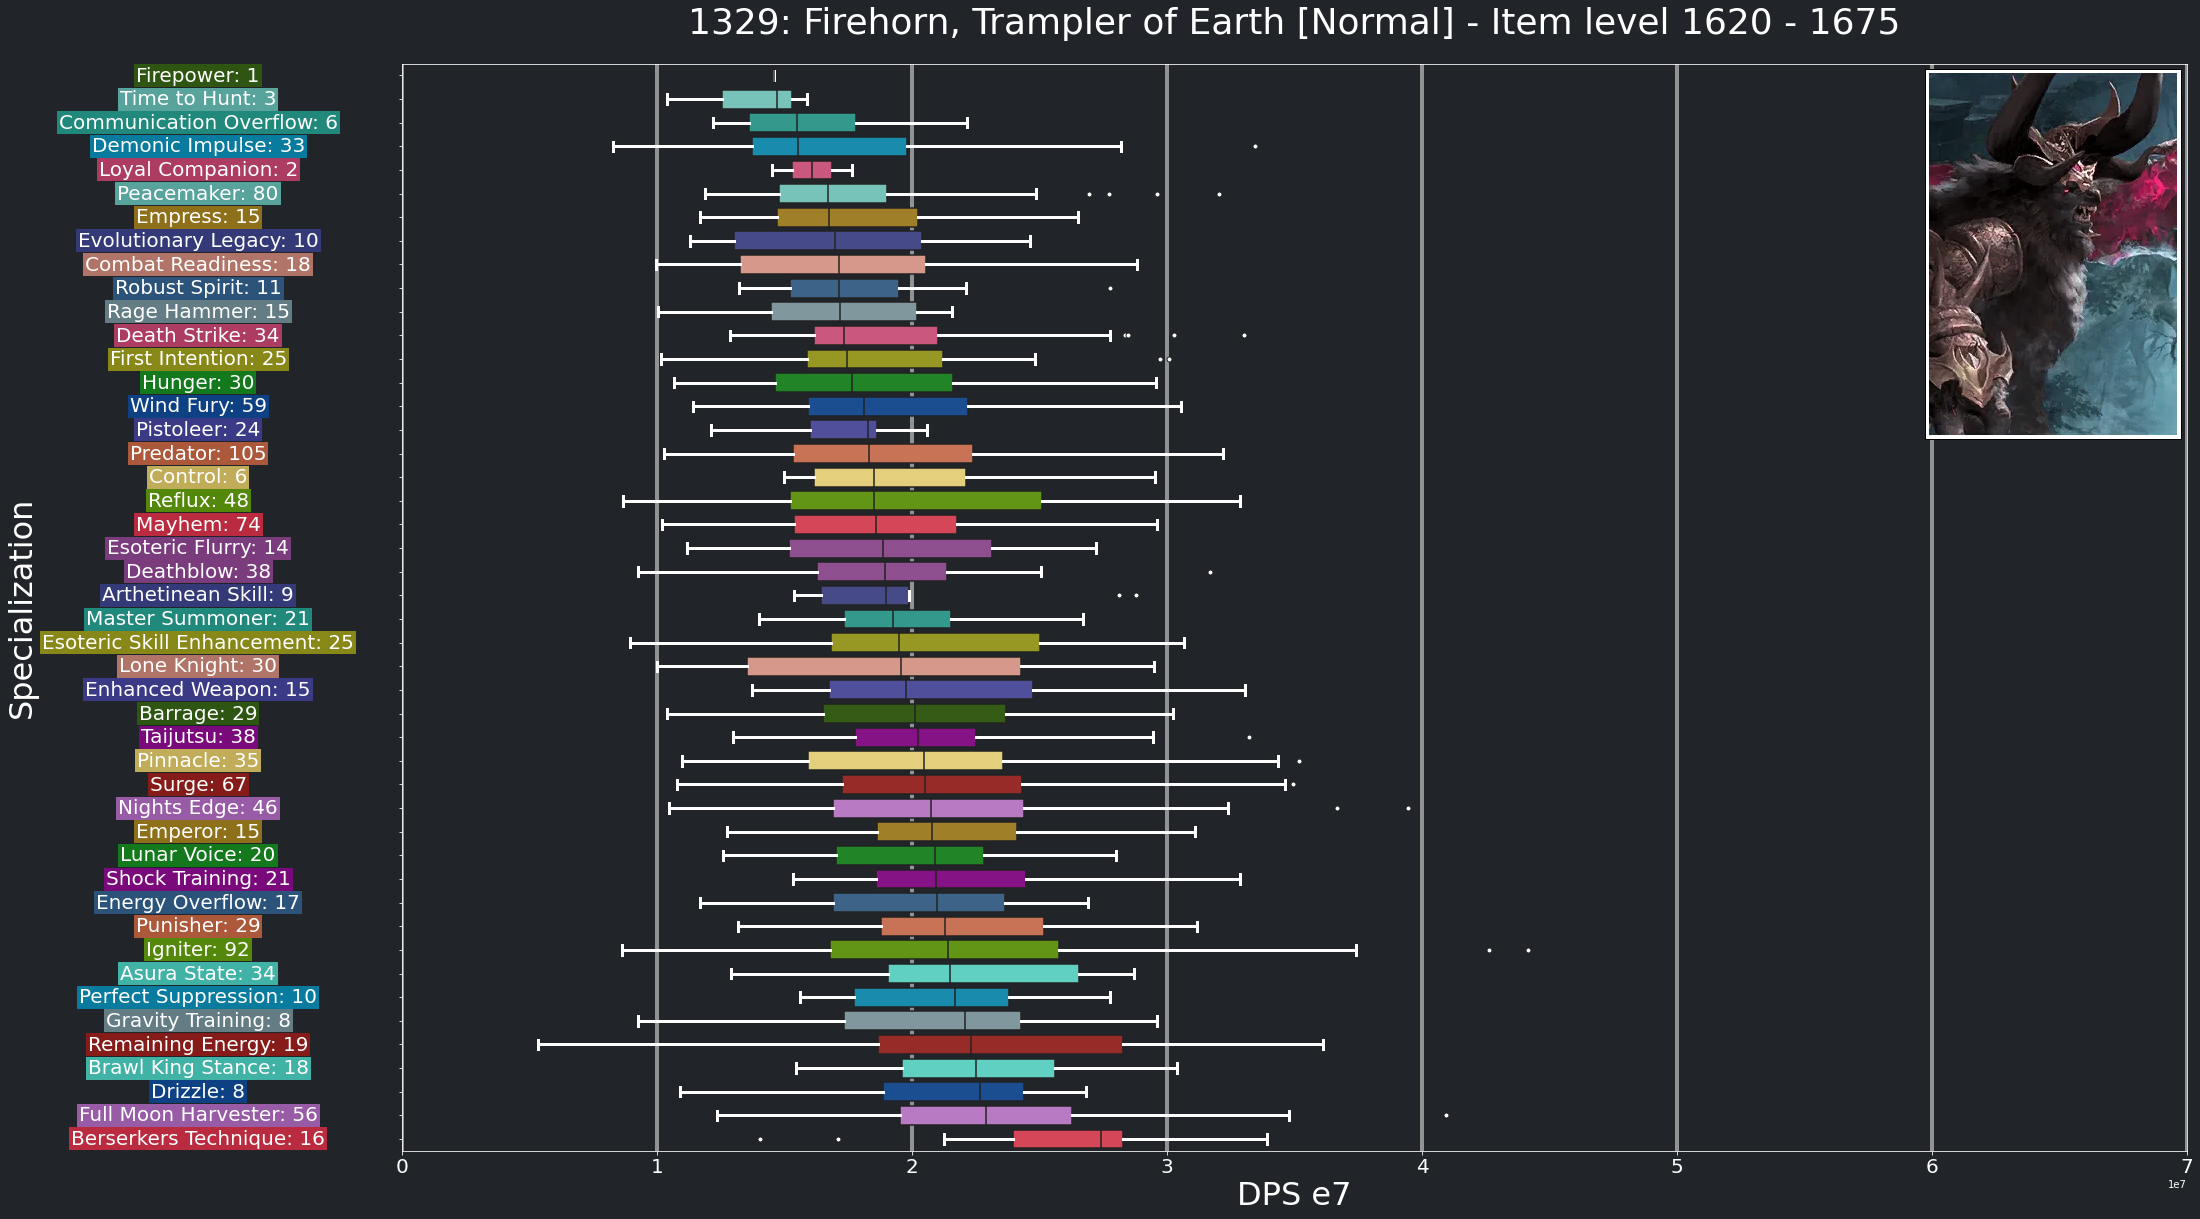 1329: Firehorn, Trampler of Earth [Normal] - Item level 1620 - 1675
Specialization
Firepower: 1
Time to Hunt: 3
Communication Overflow: 6
Demonic Impulse: 33
Loyal Companion: 2
Peacemaker: 80
Empress: 15
Evolutionary Legacy: 10
Combat Readiness: 18
Robust Spirit: 11
Rage Hammer: 15
Death Strike: 34
First Intention: 25
Hunger: 30
Wind Fury: 59
Pistoleer: 24
Predator: 105
Control: 6
Reflux: 48
Mayhem: 74
Esoteric Flurry: 14
Deathblow: 38
Arthetinean Skill: 9
Master Summoner: 21
Esoteric Skill Enhancement: 25
Lone Knight: 30
Enhanced Weapon: 15
Barrage: 29
Taijutsu: 38
Pinnacle: 35
Surge: 67
Nights Edge: 46
Emperor: 15
Lunar Voice: 20
Shock Training: 21
Energy Overflow: 17
Punisher: 29
Igniter: 92
Asura State: 34
Perfect Suppression: 10
Gravity Training: 8
Remaining Energy: 19
Brawl King Stance: 18
Drizzle: 8
Full Moon Harvester: 56
Berserkers Technique: 16
0 1 2 3 4 5 6 7
1e7
DPS e7